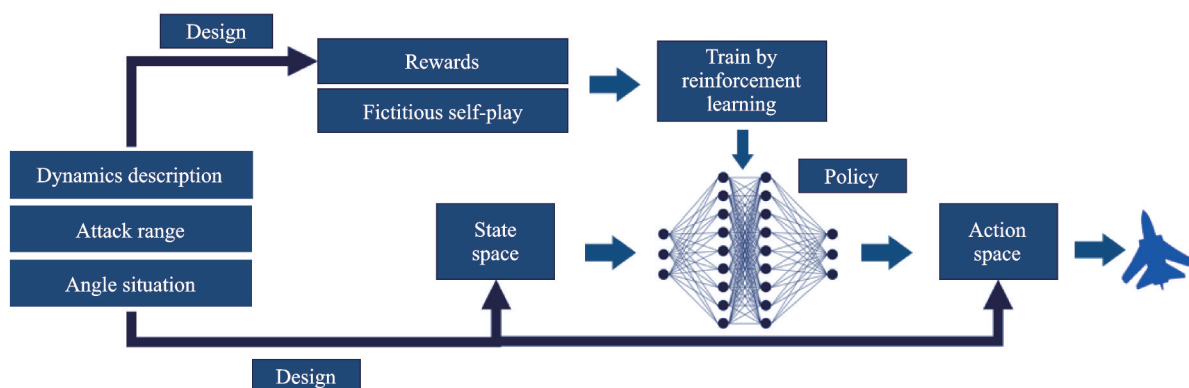 Design
Rewards
Fictitious self-play
Train by
reinforcement
learning
Dynamics description
Attack range
Angle situation
State
space
Policy
Action
space
Design